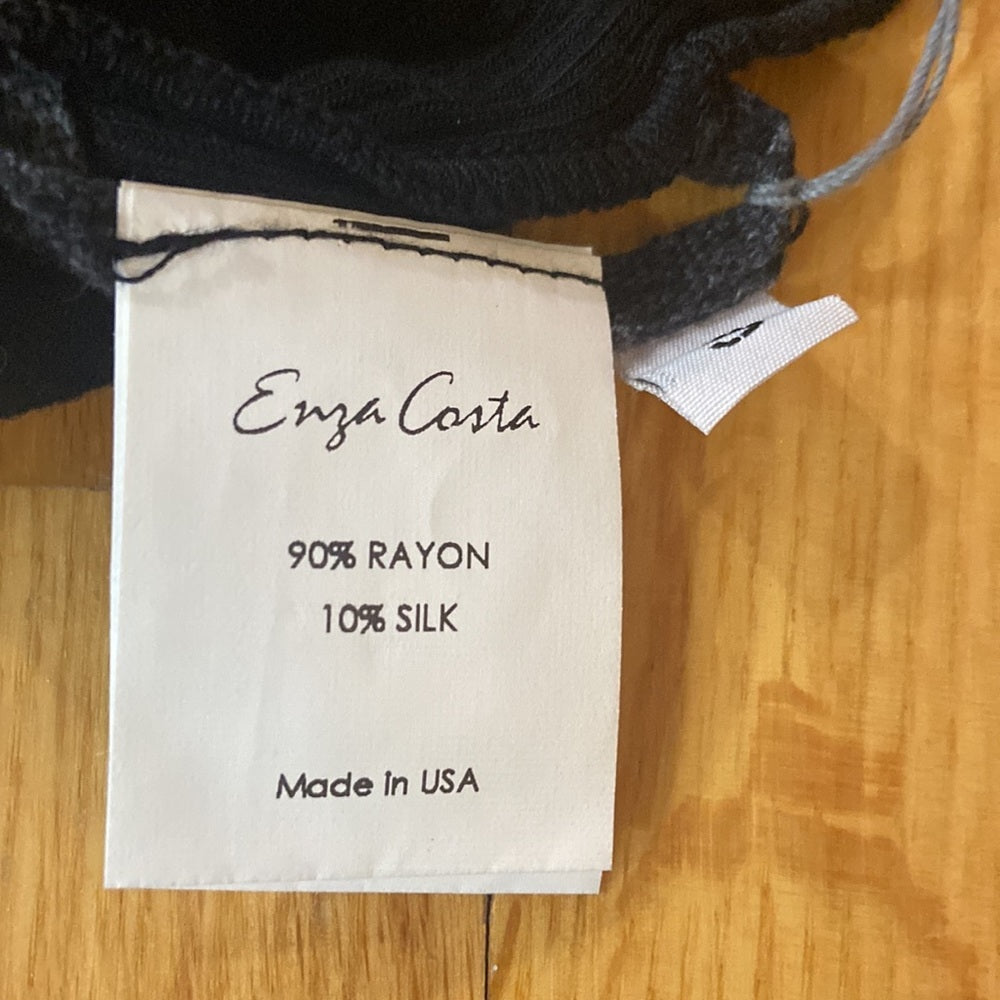 Enza Costa
90% RAYON
10% SILK
Made in USA